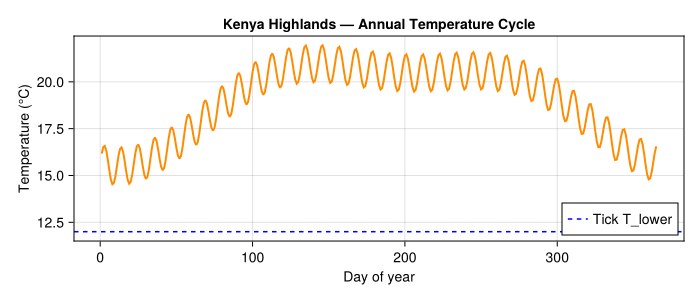 Kenya Highlands — Annual Temperature Cycle
Temperature (°C)
20.0
17.5
15.0
12.5
Tick T_lower
0
100
200
300
Day of year